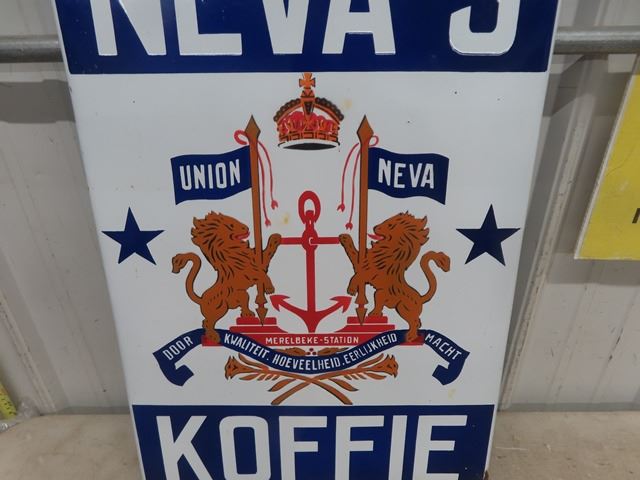 NEVA'S
UNION NEVA
MERELBEKE-STATION
DOOR KWALITEIT. HOEVEELHEID. EERLIJKHEID MACHT
KOFFIE